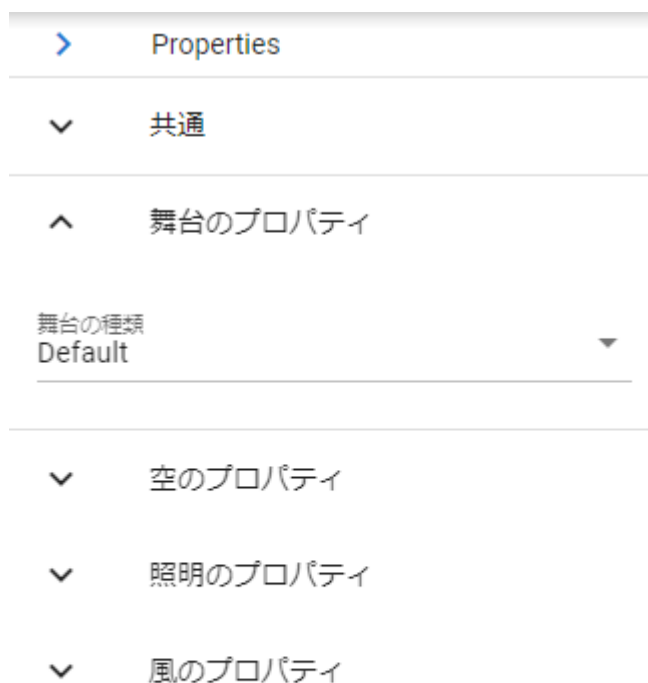 Properties
共通
舞台のプロパティ
舞台の種類
Default
空のプロパティ
照明のプロパティ
風のプロパティ